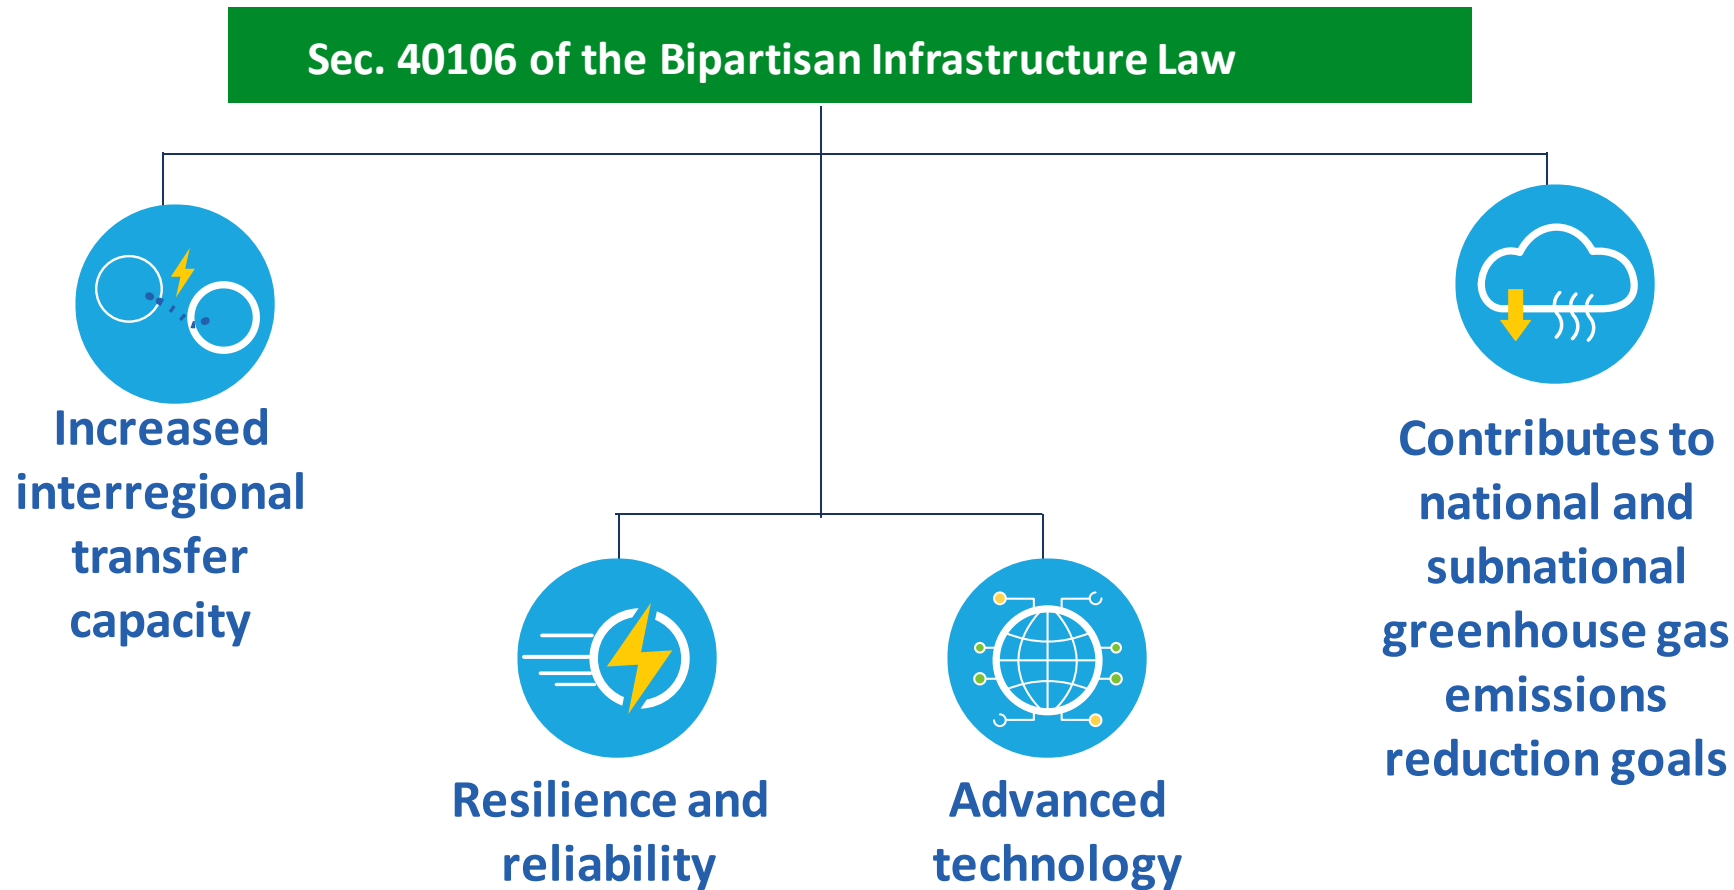 Sec. 40106 of the Bipartisan Infrastructure Law
Increased
interregional
transfer
capacity
Resilience and
reliability
Advanced
technology
Contributes to
national and
subnational
greenhouse gas
emissions
reduction goals